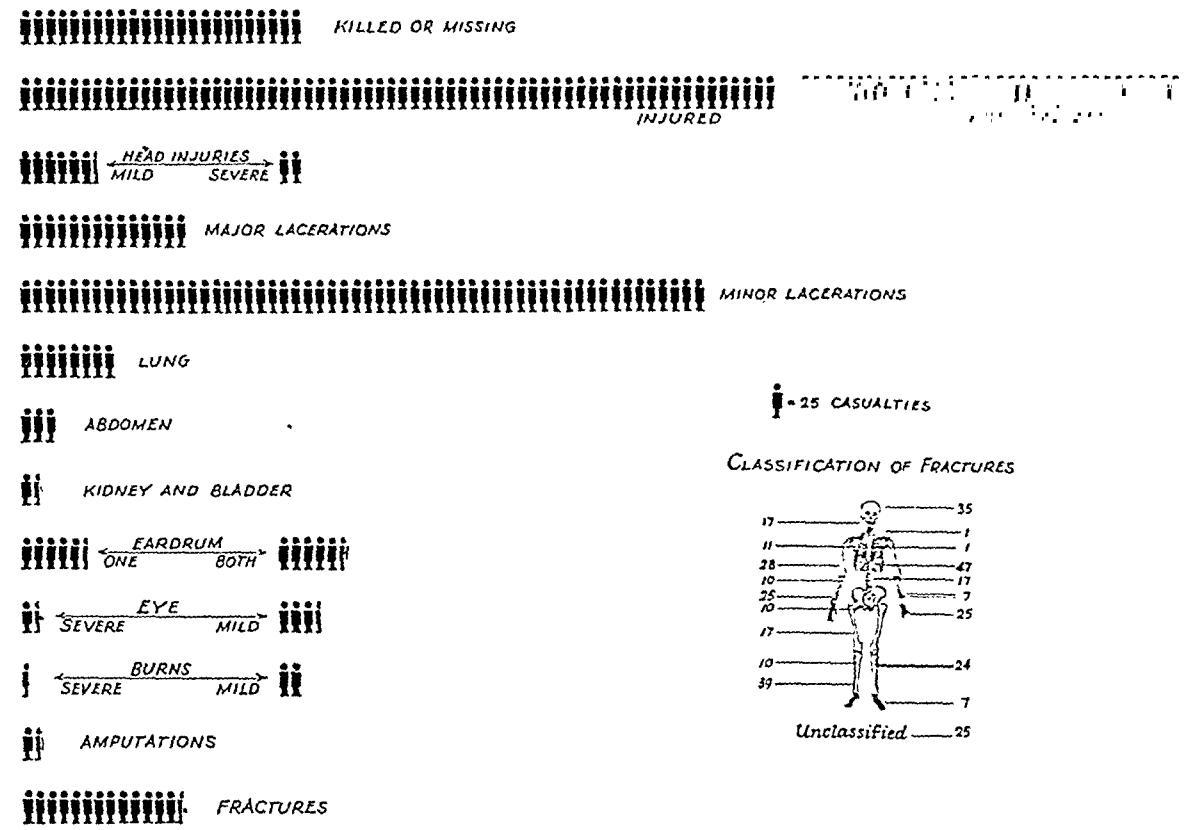 KILLED OR MISSING
INJURED
HEAD INJURIES
MILD SEVERE
MAJOR LACERATIONS
MINOR LACERATIONS
LUNG
ABDOMEN
KIDNEY AND BLADDER
EARDRUM
ONE BOTH
EYE
SEVERE MILD
BURNS
SEVERE MILD
AMPUTATIONS
FRACTURES
= 25 CASUALTIES
CLASSIFICATION OF FRACTURES
35
17
1
11 1
28 47
10 17
25 7
10 25
17
10 24
39
7
Unclassified 25